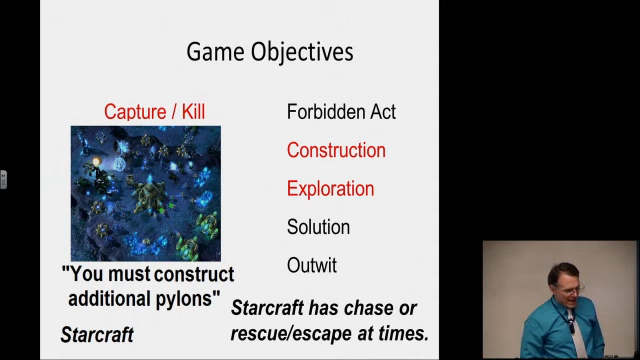 Game Objectives
Capture / Kill
Forbidden Act
Construction
Exploration
Solution
Outwit
"You must construct
additional pylons"
Starcraft has chase or
rescue/escape at times.
Starcraft